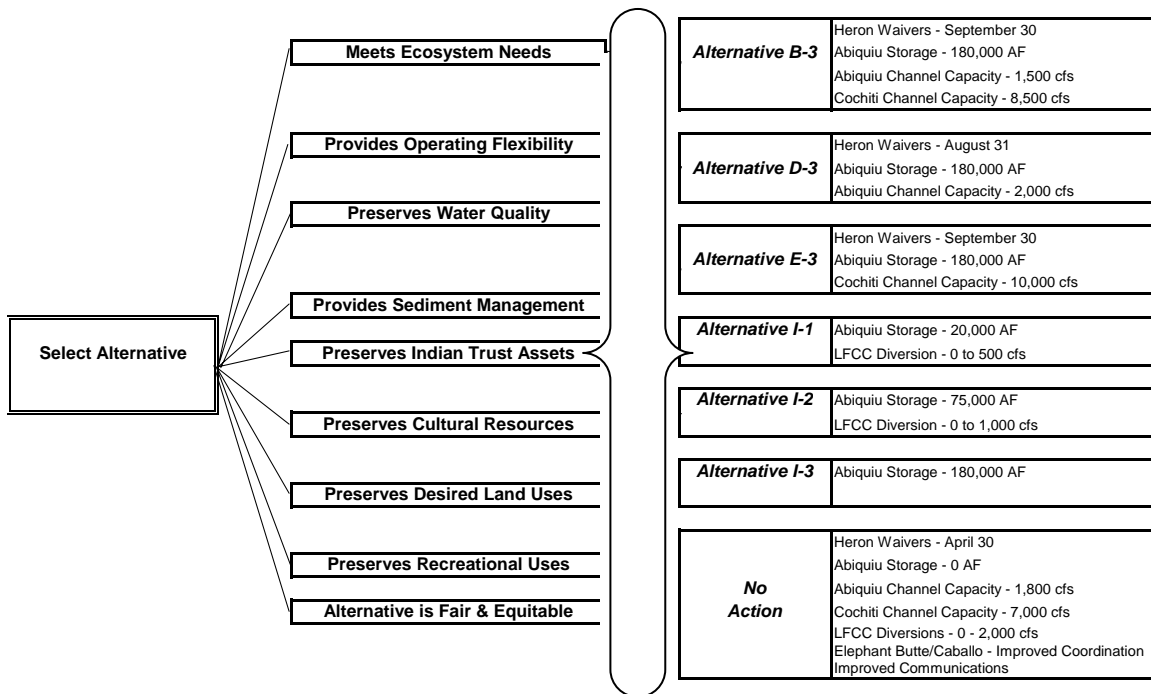 Select Alternative
Meets Ecosystem Needs
Provides Operating Flexibility
Preserves Water Quality
Provides Sediment Management
Preserves Indian Trust Assets
Preserves Cultural Resources
Preserves Desired Land Uses
Preserves Recreational Uses
Alternative is Fair & Equitable
Alternative B-3
Heron Waivers - September 30
Abiquiu Storage - 180,000 AF
Abiquiu Channel Capacity - 1,500 cfs
Cochiti Channel Capacity - 8,500 cfs
Alternative D-3
Heron Waivers - August 31
Abiquiu Storage - 180,000 AF
Abiquiu Channel Capacity - 2,000 cfs
Alternative E-3
Heron Waivers - September 30
Abiquiu Storage - 180,000 AF
Cochiti Channel Capacity - 10,000 cfs
Alternative I-1
Abiquiu Storage - 20,000 AF
LFCC Diversion - 0 to 500 cfs
Alternative I-2
Abiquiu Storage - 75,000 AF
LFCC Diversion - 0 to 1,000 cfs
Alternative I-3
Abiquiu Storage - 180,000 AF
No
Action
Heron Waivers - April 30
Abiquiu Storage - 0 AF
Abiquiu Channel Capacity - 1,800 cfs
Cochiti Channel Capacity - 7,000 cfs
LFCC Diversions - 0 - 2,000 cfs
Elephant Butte/Caballo - Improved Coordination
Improved Communications